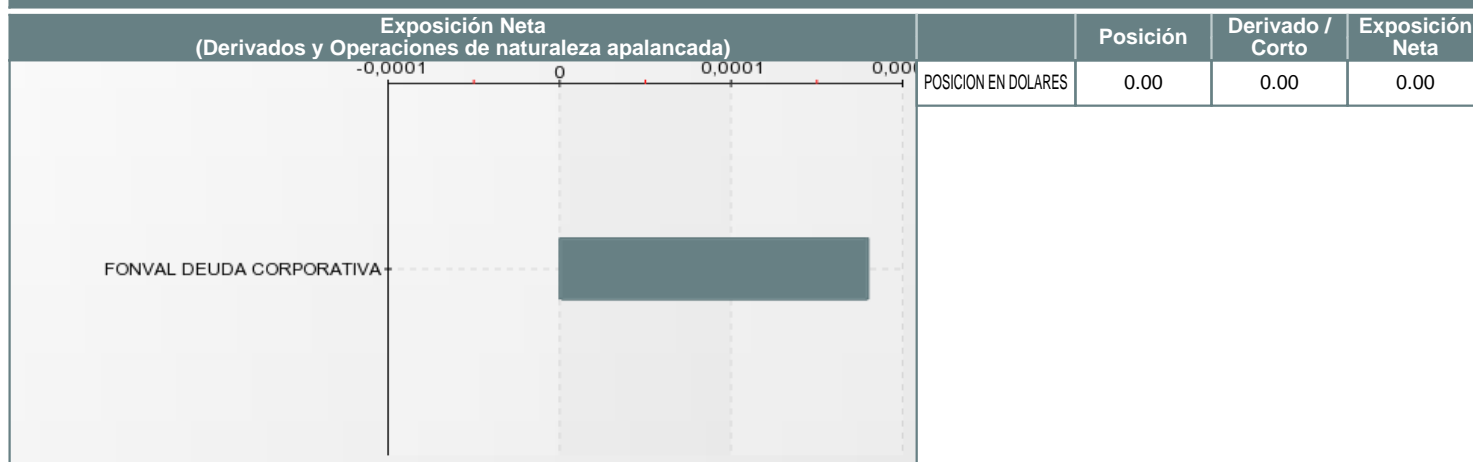 Exposición Neta
(Derivados y Operaciones de naturaleza apalancada)
Posición
Derivado /
Corto
Exposición
Neta
-0,0001
0
0,0001
POSICION EN DOLARES
0.00
0.00
0.00
FONVAL DEUDA CORPORATIVA